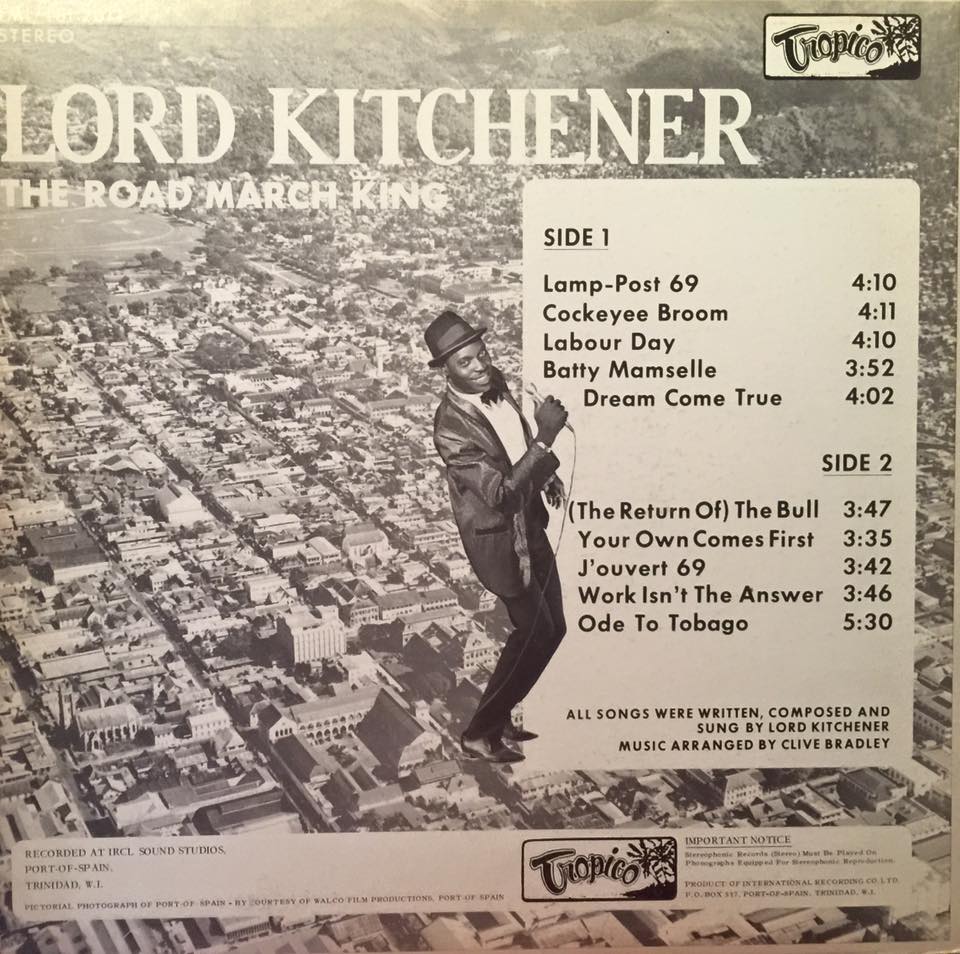 STEREO
Tropico
LORD KITCHENER
THE ROAD MARCH KING
SIDE 1
Lamp-Post 69 4:10
Cockeyee Broom 4:11
Labour Day 4:10
Batty Mamselle 3:52
Dream Come True 4:02
SIDE 2
(The Return Of) The Bull 3:47
Your Own Comes First 3:35
J'ouvert 69 3:42
Work Isn't The Answer 3:46
Ode To Tobago 5:30
ALL SONGS WERE WRITTEN, COMPOSED AND
SUNG BY LORD KITCHENER
MUSIC ARRANGED BY CLIVE BRADLEY
RECORDED AT IRCL SOUND STUDIOS,
PORT-OF-SPAIN,
TRINIDAD, W.I.
PICTORIAL PHOTOGRAPH OF PORT-OF-SPAIN - BY COURTESY OF WALCO FILM PRODUCTIONS, PORT OF SPAIN
Tropico
IMPORTANT NOTICE
Stereophonic Records (Stereo) Must Be Played On
Phonographs Equipped For Stereophonic Reproduction.
PRODUCT OF INTERNATIONAL RECORDING CO. LTD.
P.O. BOX 537, PORT-OF-SPAIN, TRINIDAD, W.I.